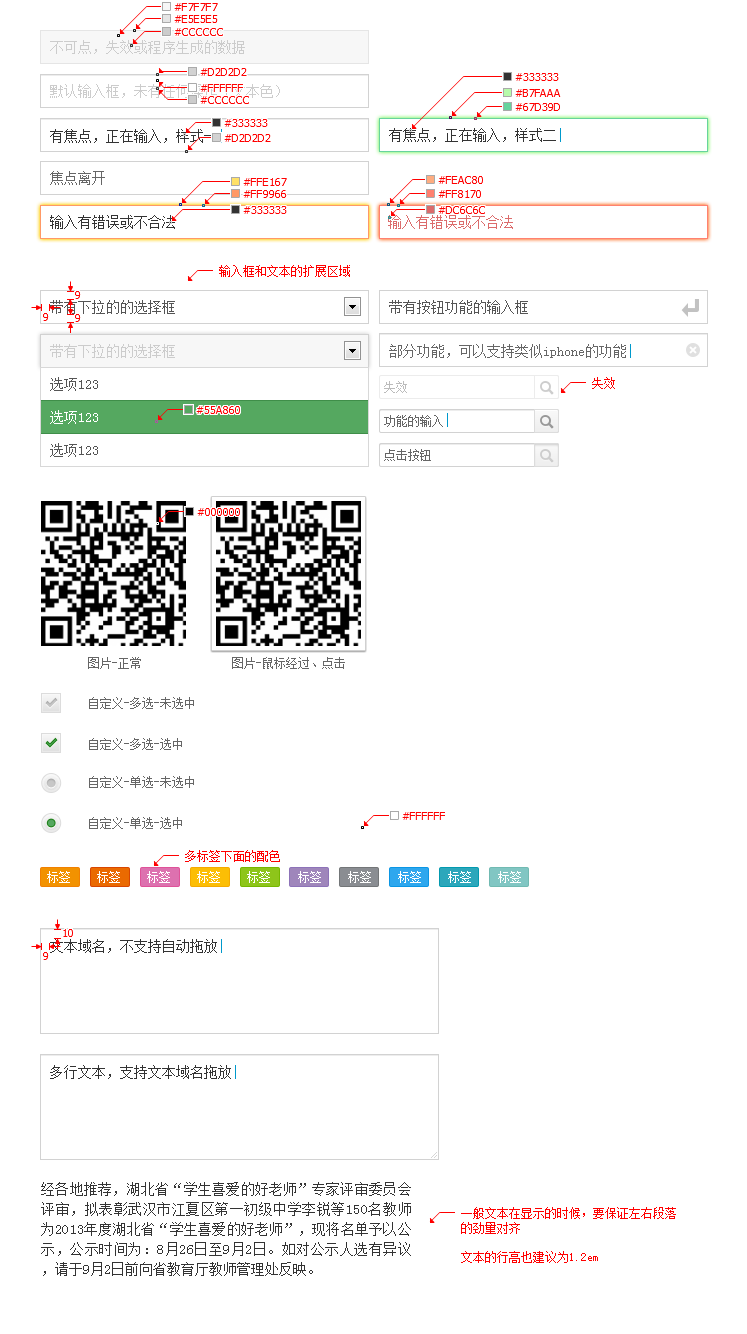 #F7F7F7
#E5E5E5
#CCCCCC
不可点，失效或程序生成的数据
#D2D2D2
#FFFFFF
#CCCCCC
默认输入框，未有任何本色）
#333333
#D2D2D2
有焦点，正在输入，样式一
#333333
#B7FAAA
#67D39D
有焦点，正在输入，样式二
焦点离开
#FFE167
#FF9966
#333333
输入有错误或不合法
#FEAC80
#FF8170
#DC6C6C
输入有错误或不合法
输入框和文本的扩展区域
9
9
9
带有下拉的的选择框
带有按钮功能的输入框
带有下拉的的选择框
部分功能，可以支持类似iphone的功能
选项123
失效
失效
选项123
#55A860
功能的输入
选项123
点击按钮
#000000
图片-正常
图片-鼠标经过、点击
自定义-多选-未选中
自定义-多选-选中
自定义-单选-未选中
自定义-单选-选中
#FFFFFF
多标签下面的配色
标签 标签 标签 标签 标签 标签 标签 标签 标签 标签
10
9
文本域名，不支持自动拖放
多行文本，支持文本域名拖放
经各地推荐，湖北省“学生喜爱的好老师”专家评审委员会
评审，拟表彰武汉市江夏区第一初级中学李锐等150名教师
为2013年度湖北省“学生喜爱的好老师”，现将名单予以公
示，公示时间为：8月26日至9月2日。如对公示人选有异议
，请于9月2日前向省教育厅教师管理处反映。
一般文本在显示的时候，要保证左右段落
的劲量对齐
文本的行高也建议为1.2em